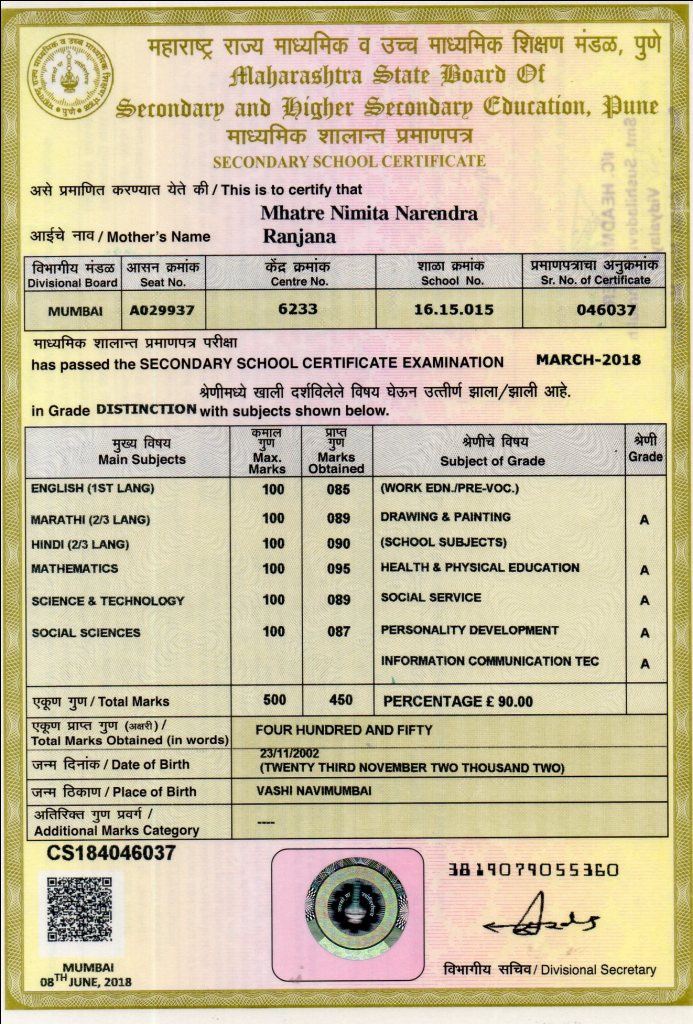 महाराष्ट्र राज्य माध्यमिक व उच्च माध्यमिक शिक्षण मंडळ, पुणे
Maharashtra State Board Of
Secondary and Higher Secondary Education, Pune
माध्यमिक शालान्त प्रमाणपत्र
SECONDARY SCHOOL CERTIFICATE
असे प्रमाणित करण्यात येते की / This is to certify that
Mhatre Nimita Narendra
आईचे नाव / Mother's Name Ranjana
विभागीय मंडळ आसन क्रमांक केंद्र क्रमांक शाळा क्रमांक प्रमाणपत्राचा अनुक्रमांक
Divisional Board Seat No. Centre No. School No. Sr. No. of Certificate
MUMBAI A029937 6233 16.15.015 046037
माध्यमिक शालान्त प्रमाणपत्र परीक्षा
has passed the SECONDARY SCHOOL CERTIFICATE EXAMINATION MARCH-2018
श्रेणीमध्ये खाली दर्शविलेले विषय घेऊन उत्तीर्ण झाला/झाली आहे.
in Grade DISTINCTION with subjects shown below.
मुख्य विषय कमाल गुण प्राप्त गुण श्रेणीचे विषय श्रेणी
Main Subjects Max. Marks Marks Obtained Subject of Grade Grade
ENGLISH (1ST LANG) 100 085 (WORK EDN./PRE-VOC.)
MARATHI (2/3 LANG) 100 089 DRAWING & PAINTING A
HINDI (2/3 LANG) 100 090 (SCHOOL SUBJECTS)
MATHEMATICS 100 095 HEALTH & PHYSICAL EDUCATION A
SCIENCE & TECHNOLOGY 100 089 SOCIAL SERVICE A
SOCIAL SCIENCES 100 087 PERSONALITY DEVELOPMENT A
INFORMATION COMMUNICATION TEC A
एकूण गुण / Total Marks 500 450 PERCENTAGE £ 90.00
एकूण प्राप्त गुण (अक्षरी) /
Total Marks Obtained (in words) FOUR HUNDRED AND FIFTY
23/11/2002
जन्म दिनांक / Date of Birth (TWENTY THIRD NOVEMBER TWO THOUSAND TWO)
जन्म ठिकाण / Place of Birth VASHI NAVIMUMBAI
अतिरिक्त गुण प्रवर्ग /
Additional Marks Category ----
CS184046037
3819079055360
MUMBAI
08TH JUNE, 2018
विभागीय सचिव / Divisional Secretary